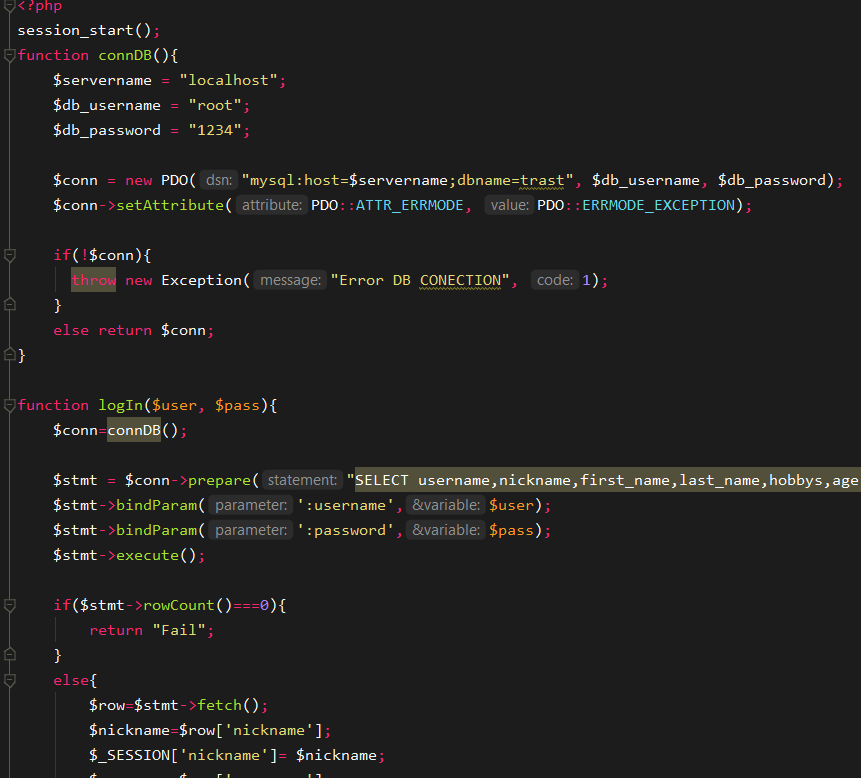 <?php
session_start();
function connDB(){
$servername = "localhost";
$db_username = "root";
$db_password = "1234";
$conn = new PDO( dsn: "mysql:host=$servername;dbname=trast", $db_username, $db_password);
$conn->setAttribute( attribute: PDO::ATTR_ERRMODE, value: PDO::ERRMODE_EXCEPTION);
if(!$conn){
throw new Exception( message: "Error DB CONECTION", code: 1);
}
else return $conn;
}
function logIn($user, $pass){
$conn=connDB();
$stmt = $conn->prepare( statement: "SELECT username,nickname,first_name,last_name,hobbys,age
$stmt->bindParam( parameter: ':username', &variable: $user);
$stmt->bindParam( parameter: ':password', &variable: $pass);
$stmt->execute();
if($stmt->rowCount()===0){
return "Fail";
}
else{
$row=$stmt->fetch();
$nickname=$row['nickname'];
$_SESSION['nickname']= $nickname;